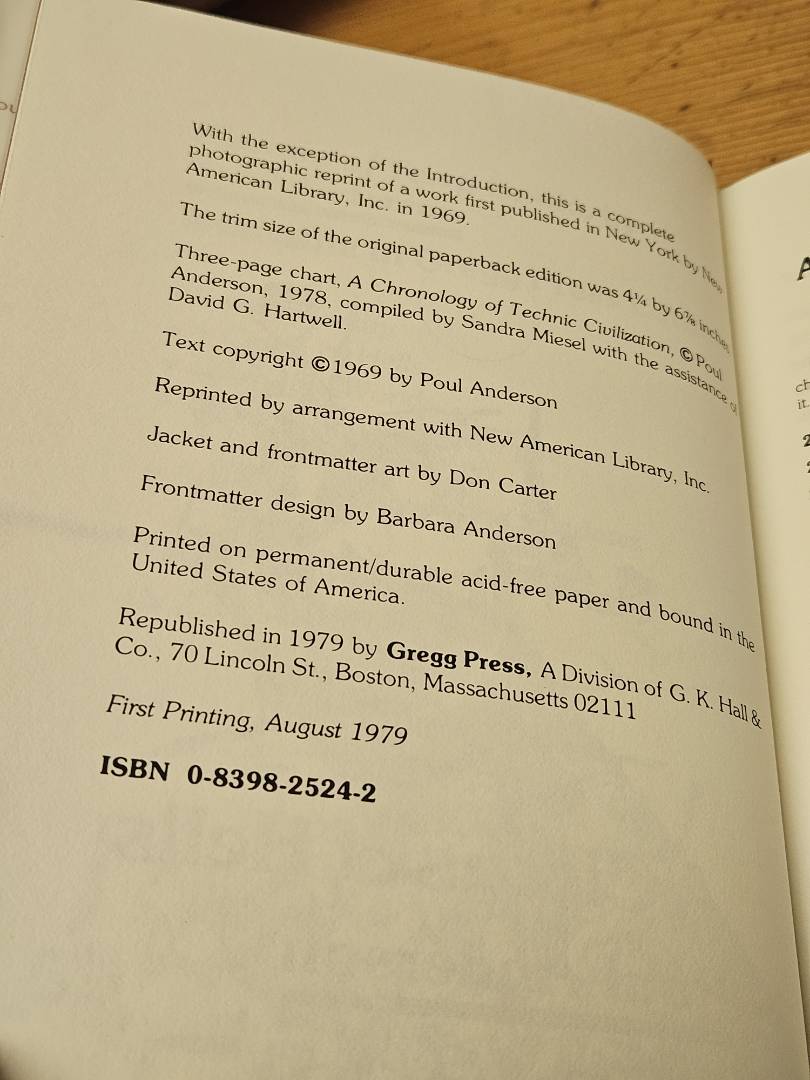 With the exception of the Introduction, this is a complete
photographic reprint of a work first published in New York by New
American Library, Inc. in 1969.
The trim size of the original paperback edition was 4¼ by 6⅞ inches
Three-page chart, A Chronology of Technic Civilization, © Poul
Anderson, 1978, compiled by Sandra Miesel with the assistance of
David G. Hartwell.
Text copyright ©1969 by Poul Anderson
Reprinted by arrangement with New American Library, Inc.
Jacket and frontmatter art by Don Carter
Frontmatter design by Barbara Anderson
Printed on permanent/durable acid-free paper and bound in the
United States of America.
Republished in 1979 by Gregg Press, A Division of G. K. Hall &
Co., 70 Lincoln St., Boston, Massachusetts 02111
First Printing, August 1979
ISBN 0-8398-2524-2